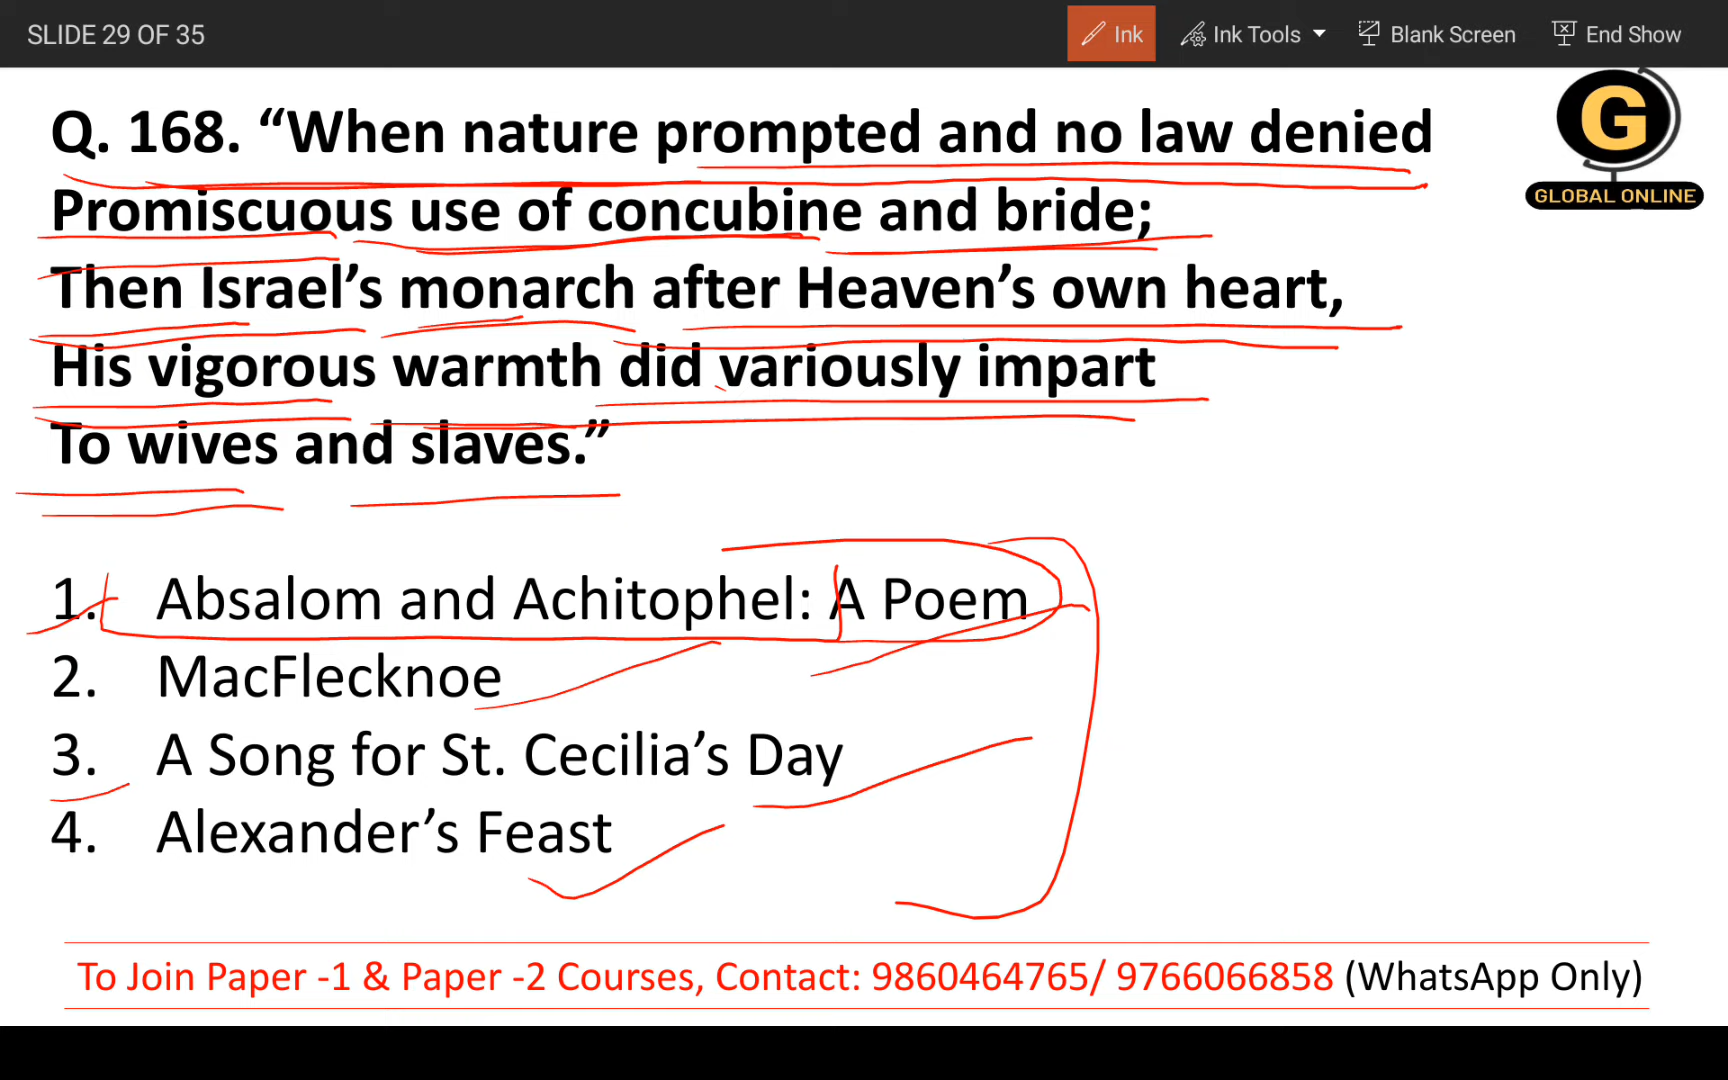 SLIDE 29 OF 35
Ink
Ink Tools
Blank Screen
End Show
G
GLOBAL ONLINE
Q. 168. “When nature prompted and no law denied
Promiscuous use of concubine and bride;
Then Israel’s monarch after Heaven’s own heart,
His vigorous warmth did variously impart
To wives and slaves.”
1. Absalom and Achitophel: A Poem
2. MacFlecknoe
3. A Song for St. Cecilia’s Day
4. Alexander’s Feast
To Join Paper -1 & Paper -2 Courses, Contact: 9860464765/ 9766066858 (WhatsApp Only)